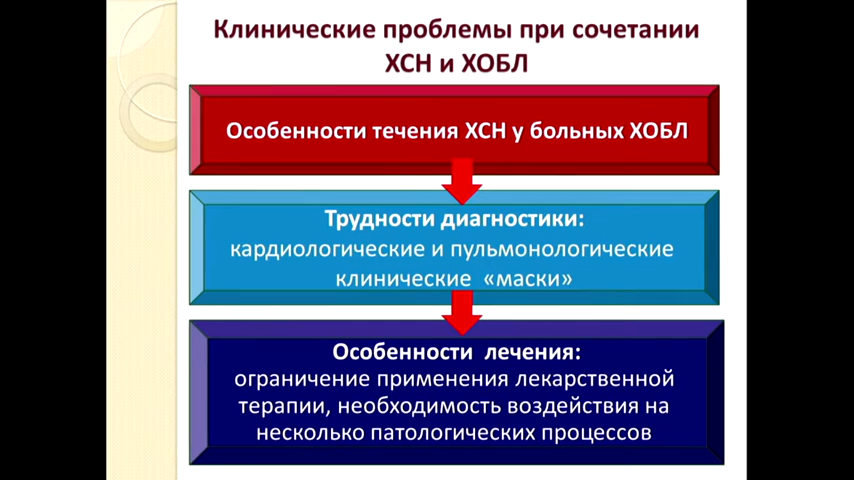 Клинические проблемы при сочетании
ХСН и ХОБЛ
Особенности течения ХСН у больных ХОБЛ
Трудности диагностики:
кардиологические и пульмонологические
клинические «маски»
Особенности лечения:
ограничение применения лекарственной
терапии, необходимость воздействия на
несколько патологических процессов